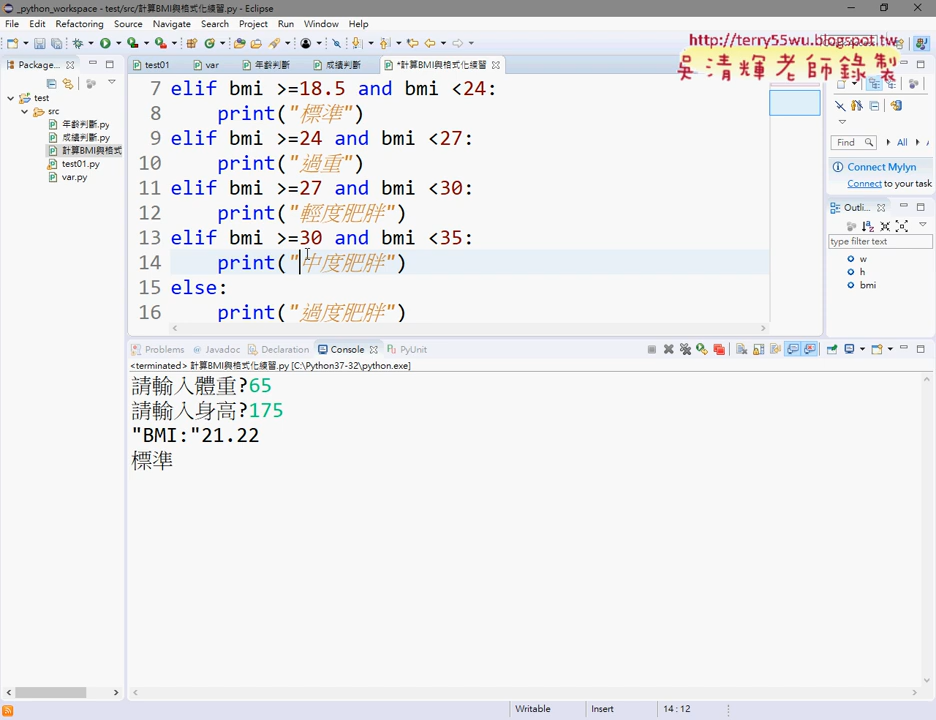 _python_workspace - test/src/計算BMI與格式化練習.py - Eclipse
File Edit Refactoring Source Navigate Search Project Run Window Help
http://terry55wu.blogspot.tw
吳清輝老師錄製
Package...
test01
var
年齡判斷
成績判斷
*計算BMI與格式化練習
test
src
年齡判斷.py
成績判斷.py
計算BMI與格式
test01.py
var.py
7 elif bmi >=18.5 and bmi <24:
8 print("標準")
9 elif bmi >=24 and bmi <27:
10 print("過重")
11 elif bmi >=27 and bmi <30:
12 print("輕度肥胖")
13 elif bmi >=30 and bmi <35:
14 print("中度肥胖")
15 else:
16 print("過度肥胖")
Find
All
Connect Mylyn
Connect to your task
Outli...
type filter text
w
h
bmi
Problems Javadoc Declaration Console PyUnit
<terminated> 計算BMI與格式化練習.py [C:\Python37-32\python.exe]
請輸入體重?65
請輸入身高?175
"BMI:"21.22
標準
Writable Insert 14 : 12